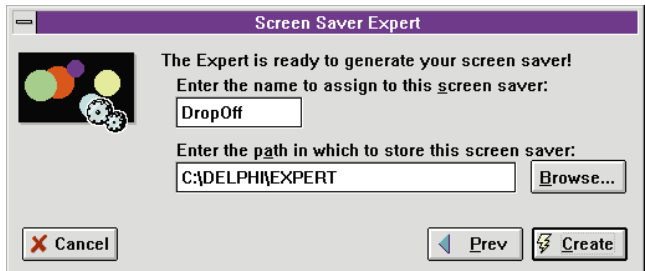 Screen Saver Expert
The Expert is ready to generate your screen saver!
Enter the name to assign to this screen saver:
DropOff
Enter the path in which to store this screen saver:
C:\DELPHI\EXPERT
Browse...
Cancel
Prev
Create